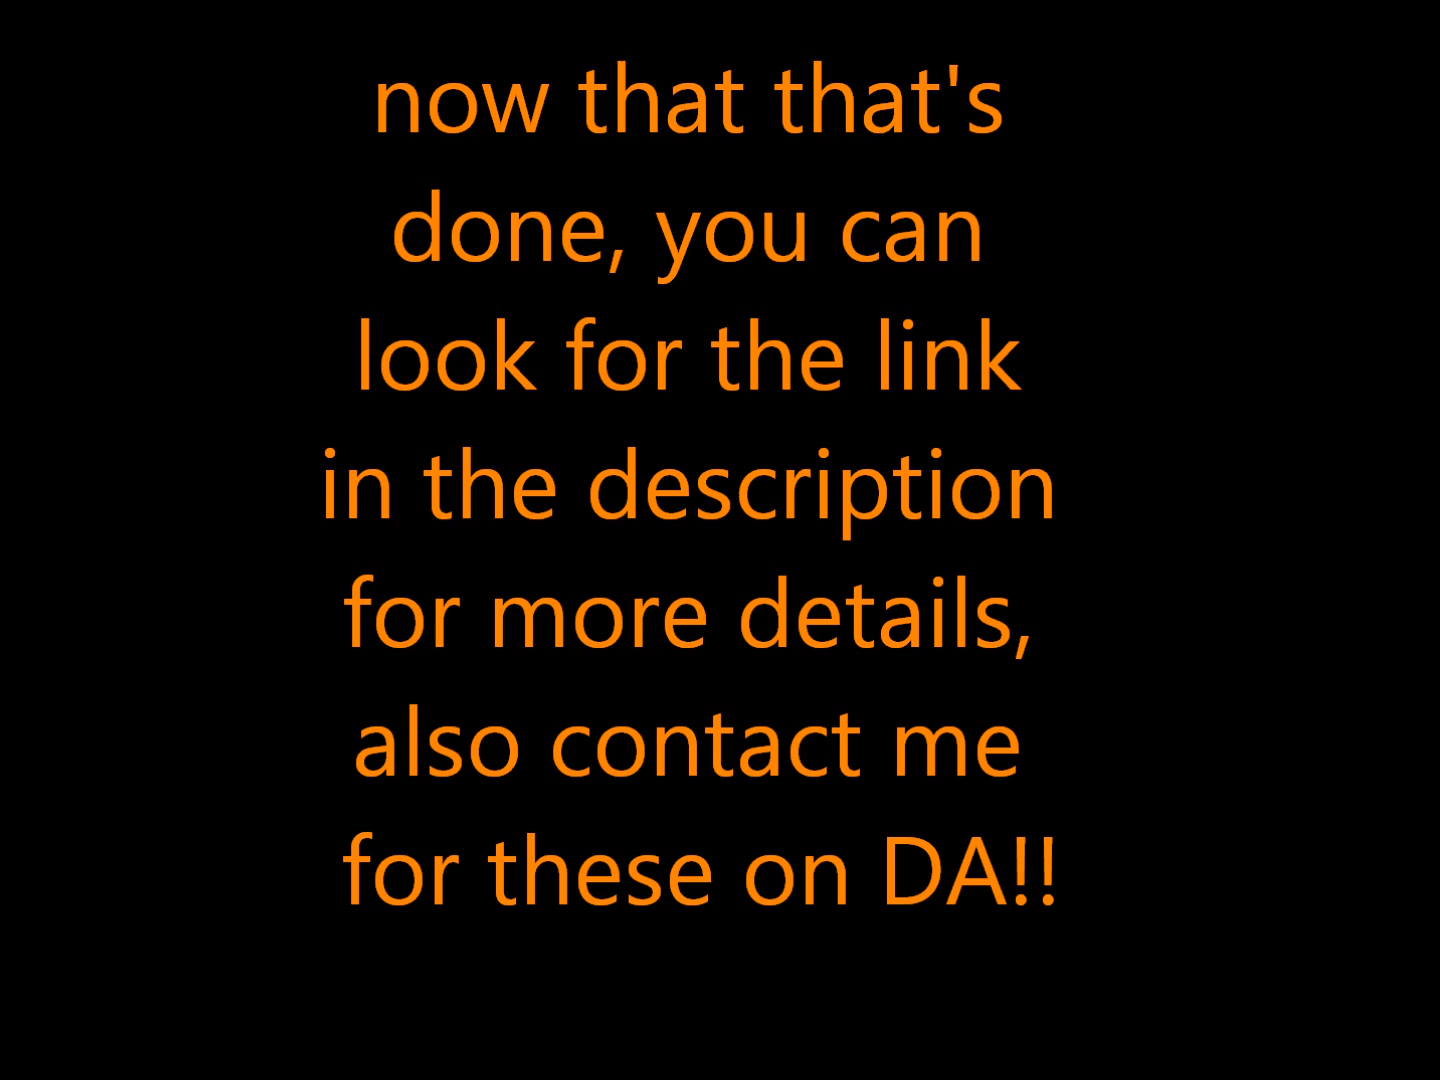 now that that's
done, you can
look for the link
in the description
for more details,
also contact me
for these on DA!!